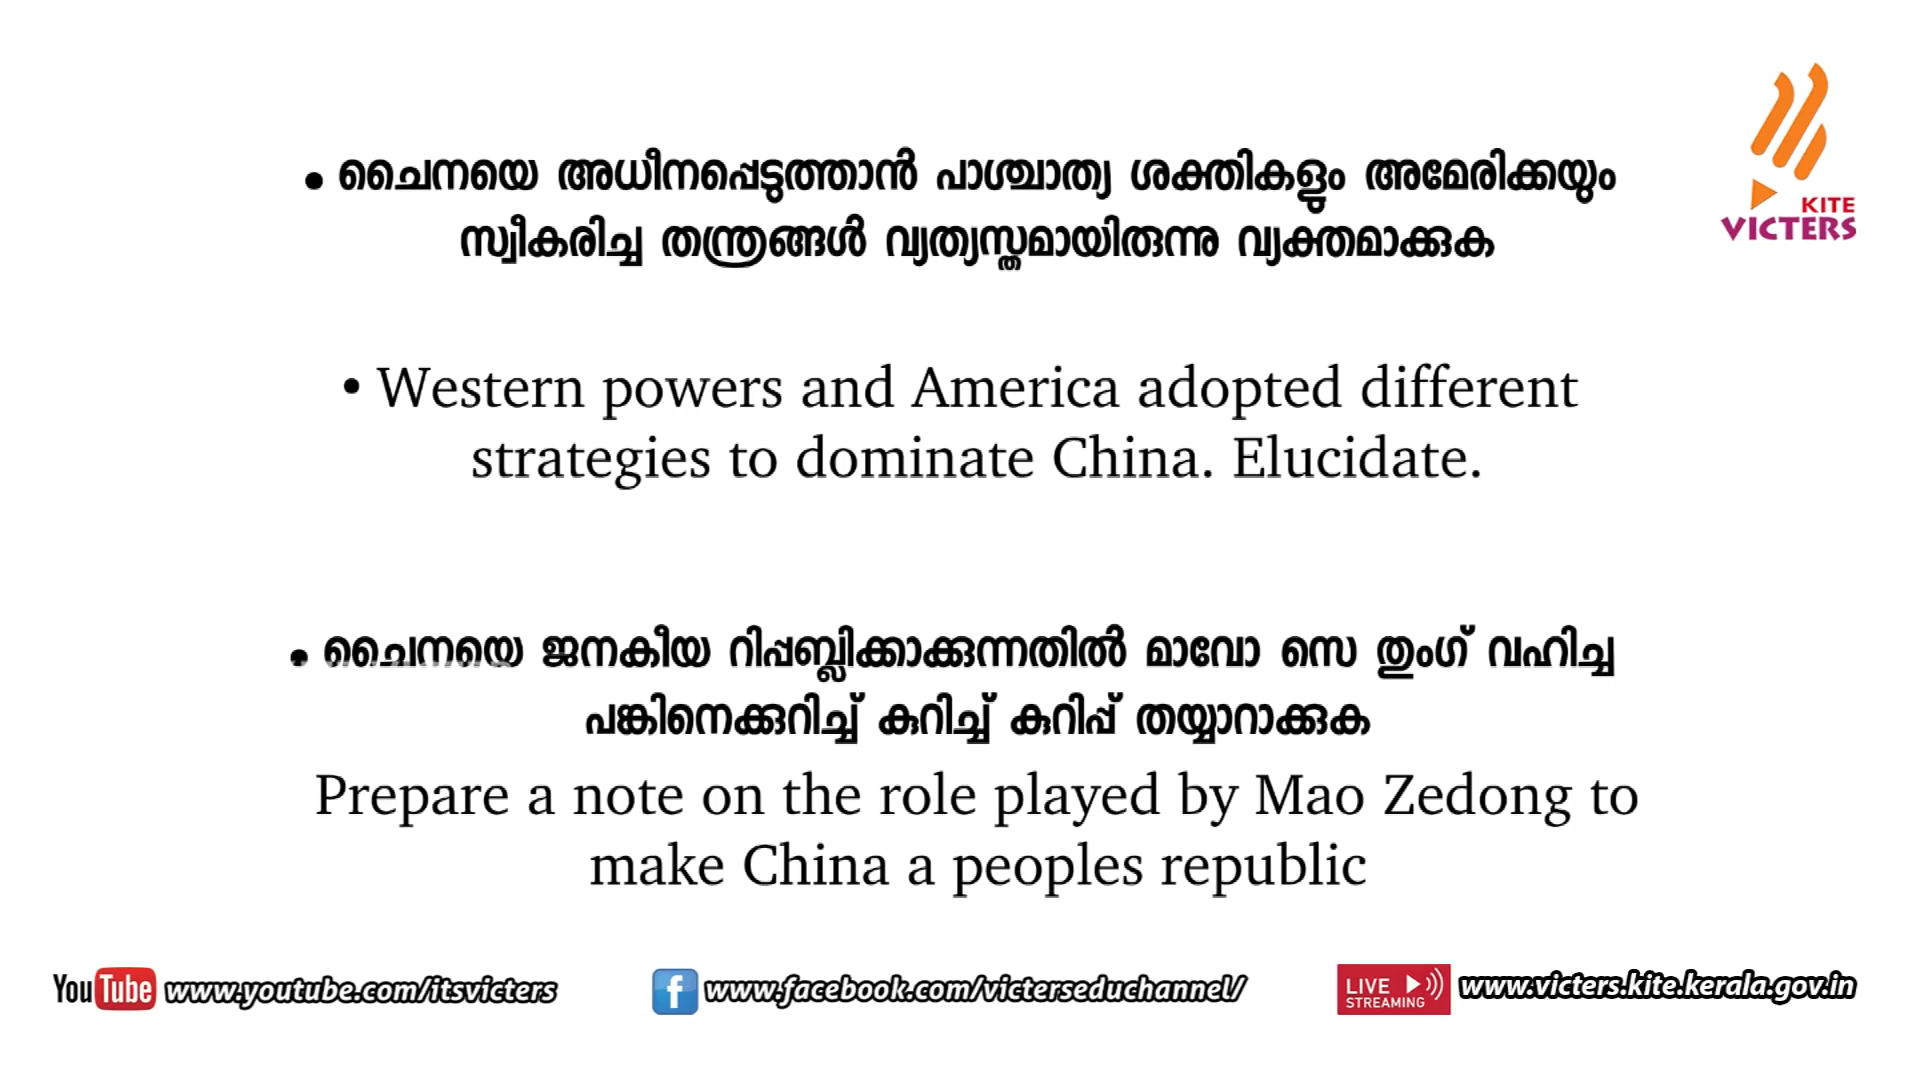 • ചൈനയെ അധീനപ്പെടുത്താൻ പാശ്ചാത്യ ശക്തികളും അമേരിക്കയും
സ്വീകരിച്ച തന്ത്രങ്ങൾ വ്യത്യസ്തമായിരുന്നു വ്യക്തമാക്കുക
• Western powers and America adopted different
strategies to dominate China. Elucidate.
• ചൈനയെ ജനകീയ റിപ്പബ്ലിക്കാക്കുന്നതിൽ മാവോ സെ തുംഗ് വഹിച്ച
പങ്കിനെക്കുറിച്ച് കുറിച്ച് കുറിപ്പ് തയ്യാറാക്കുക
Prepare a note on the role played by Mao Zedong to
make China a peoples republic
KITE
VICTERS
YouTube www.youtube.com/itsvicters
f www.facebook.com/victerseduchannel/
LIVE
STREAMING
www.victers.kite.kerala.gov.in